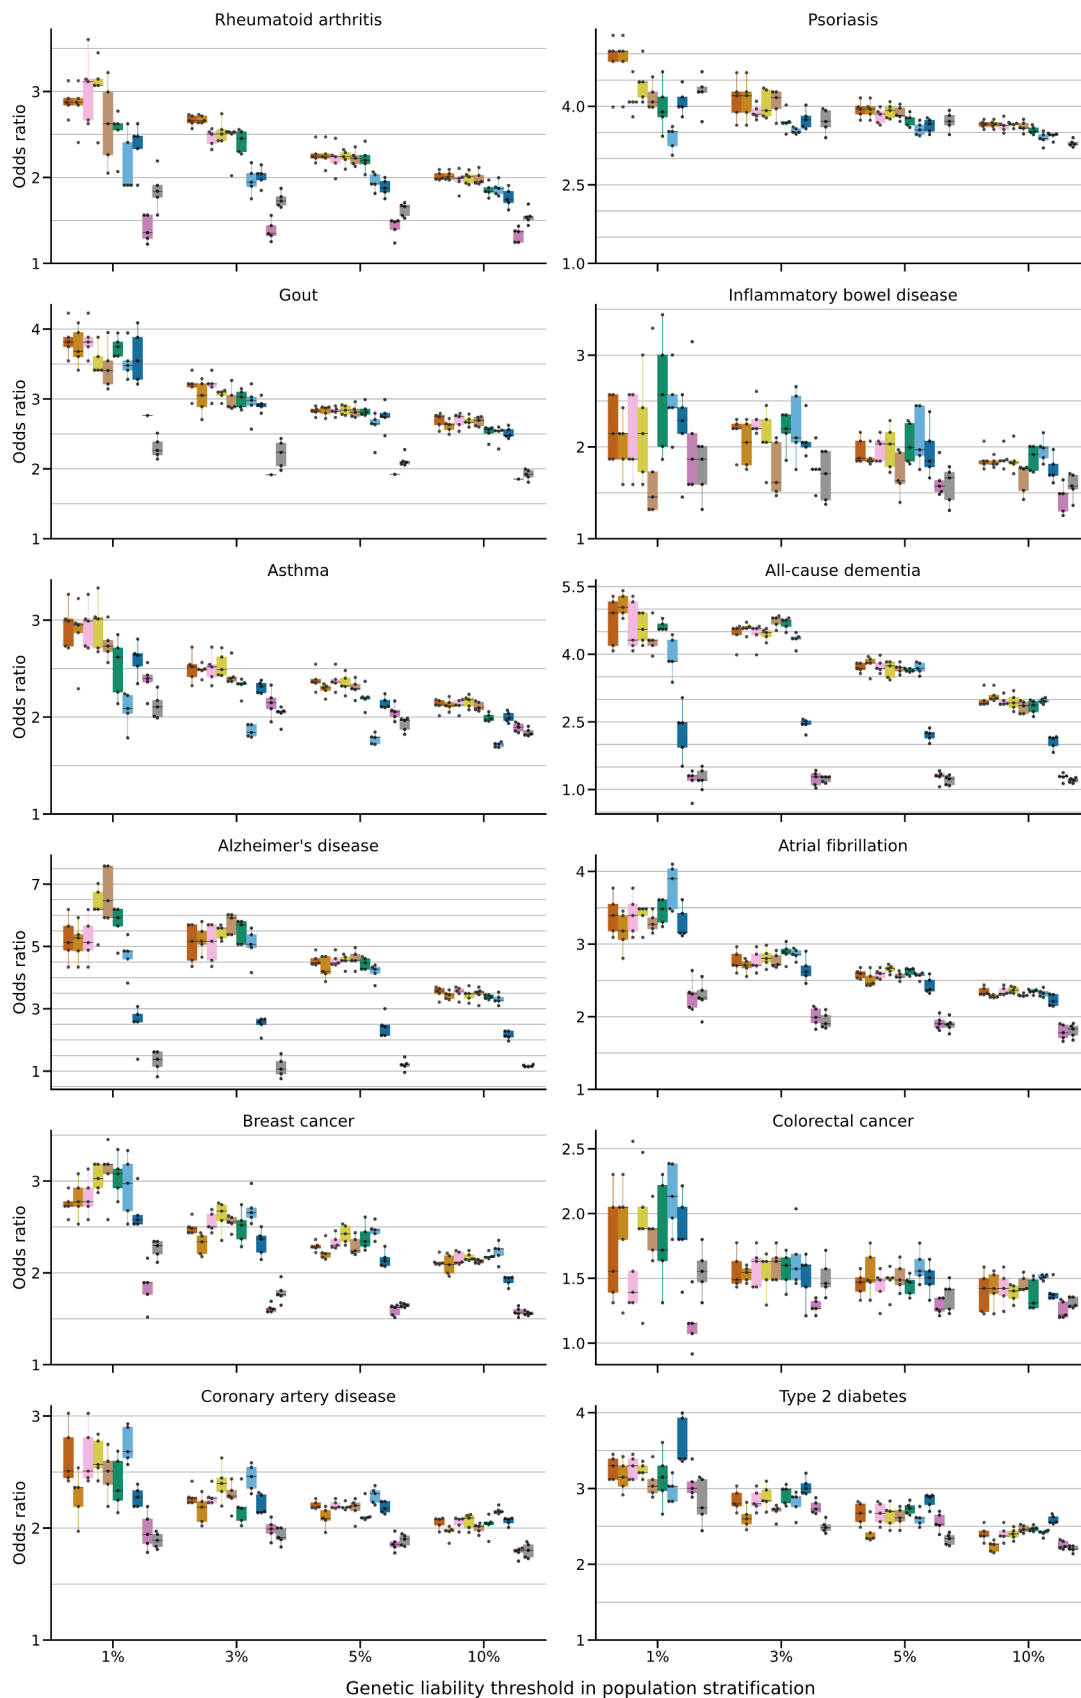 Rheumatoid arthritis
Psoriasis
Odds ratio
3
2
1
4.0
2.5
1.0
Gout
Inflammatory bowel disease
Odds ratio
4
3
2
1
3
2
1
Asthma
All-cause dementia
Odds ratio
3
2
1
5.5
4.0
2.5
1.0
Alzheimer's disease
Atrial fibrillation
Odds ratio
7
5
3
1
4
3
2
1
Breast cancer
Colorectal cancer
Odds ratio
3
2
1
2.5
2.0
1.5
1.0
Coronary artery disease
Type 2 diabetes
Odds ratio
3
2
1
4
3
2
1
1% 3% 5% 10% 1% 3% 5% 10%
Genetic liability threshold in population stratification